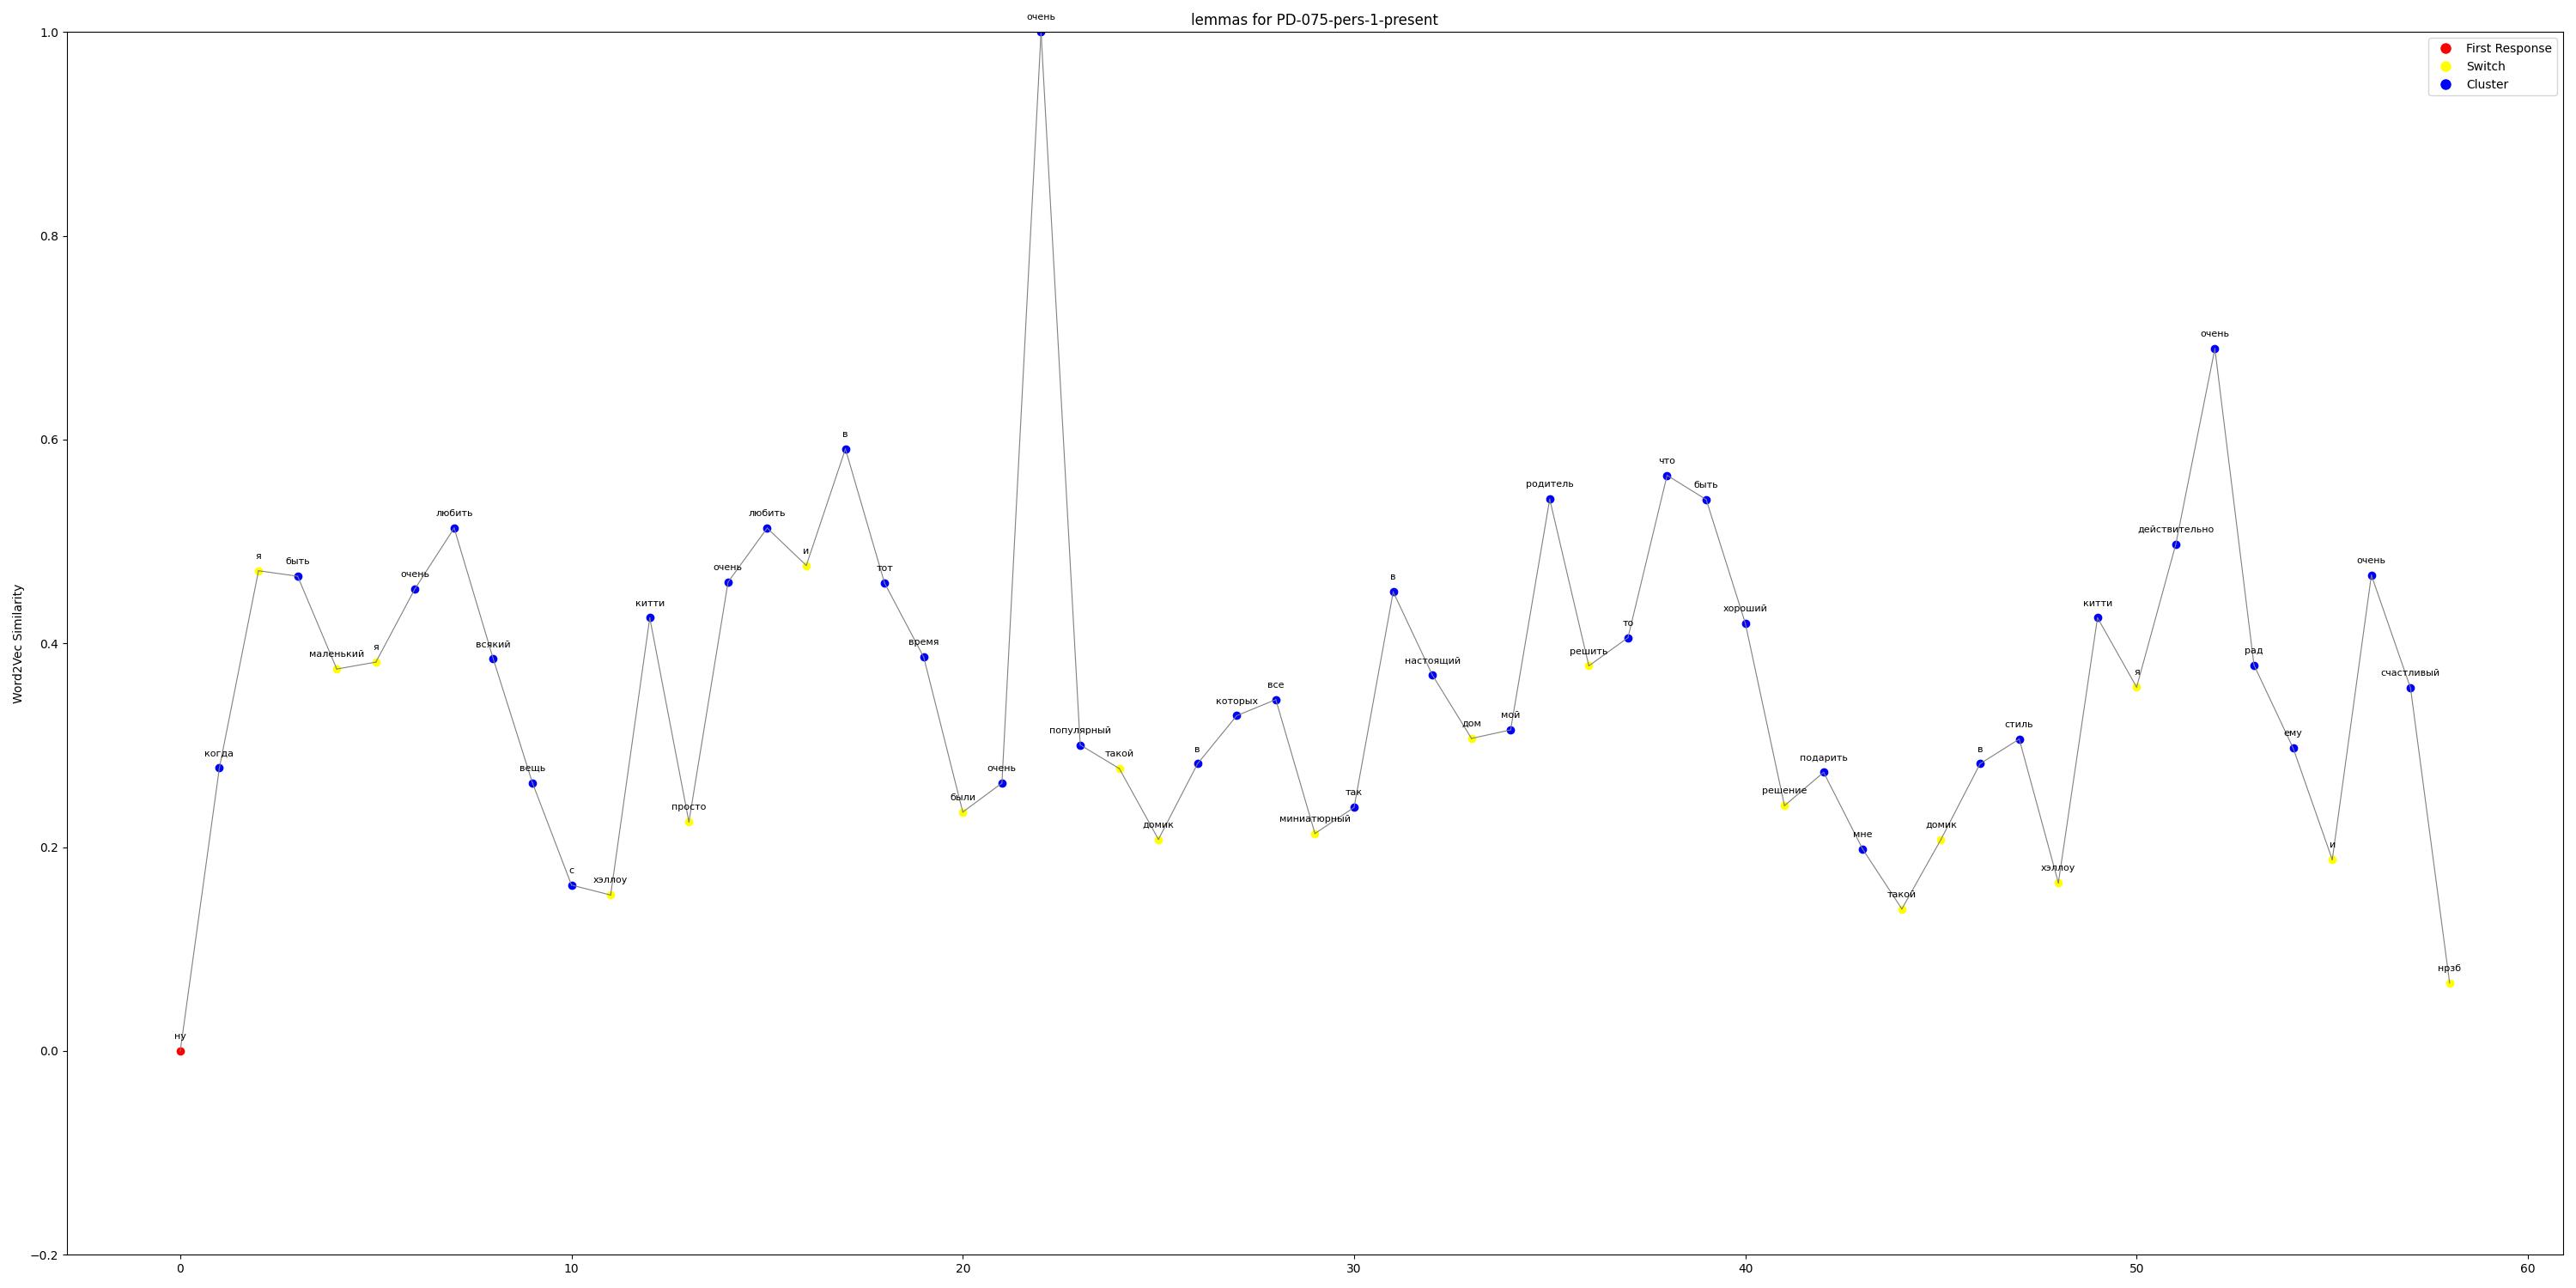 lemmas for PD-075-pers-1-present
First Response
Switch
Cluster
Word2Vec Similarity
1.0
0.8
0.6
0.4
0.2
0.0
−0.2
0
10
20
30
40
50
60
ну
когда
я
быть
маленький
я
очень
любить
всякий
вещь
с
хэллоу
китти
просто
очень
любить
и
в
тот
время
были
очень
очень
популярный
такой
домик
в
которых
все
миниатюрный
так
в
настоящий
дом
мой
родитель
решить
то
что
быть
хороший
решение
подарить
мне
такой
домик
в
стиль
хэллоу
китти
я
действительно
очень
рад
ему
и
очень
счастливый
нрзб